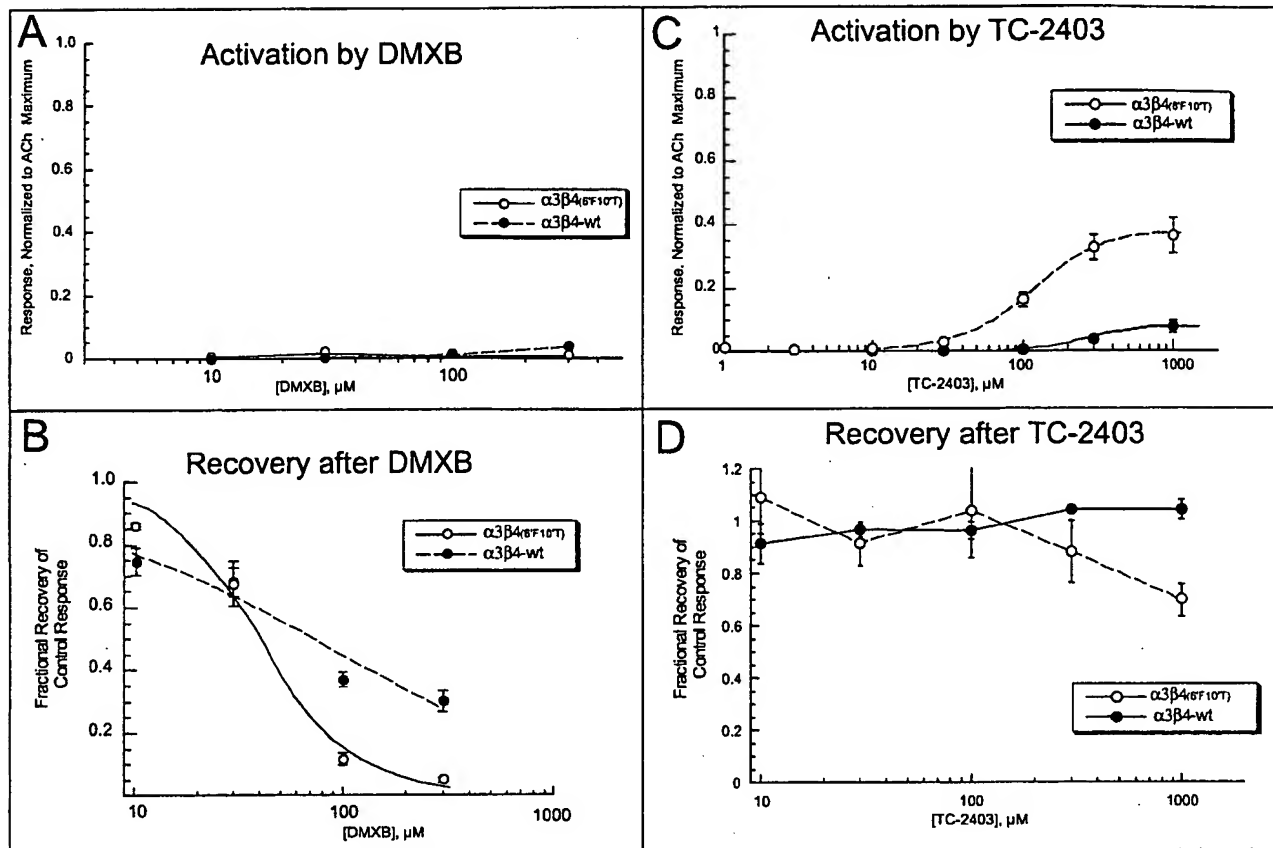 A
Activation by DMXB
Response, Normalized to ACh Maximum
1.0
0.8
0.6
0.4
0.2
0
10
100
[DMXB], µM
α3β4(6'F10'T)
α3β4-wt
C
Activation by TC-2403
Response, Normalized to ACh Maximum
1
0.8
0.6
0.4
0.2
0
1
10
100
1000
[TC-2403], µM
α3β4(6'F10'T)
α3β4-wt
B
Recovery after DMXB
Fractional Recovery of
Control Response
1.0
0.8
0.6
0.4
0.2
10
100
1000
[DMXB], µM
α3β4(6'F10'T)
α3β4-wt
D
Recovery after TC-2403
Fractional Recovery of
Control Response
1.2
1
0.8
0.6
0.4
0.2
0
10
100
1000
[TC-2403], µM
α3β4(6'F10'T)
α3β4-wt